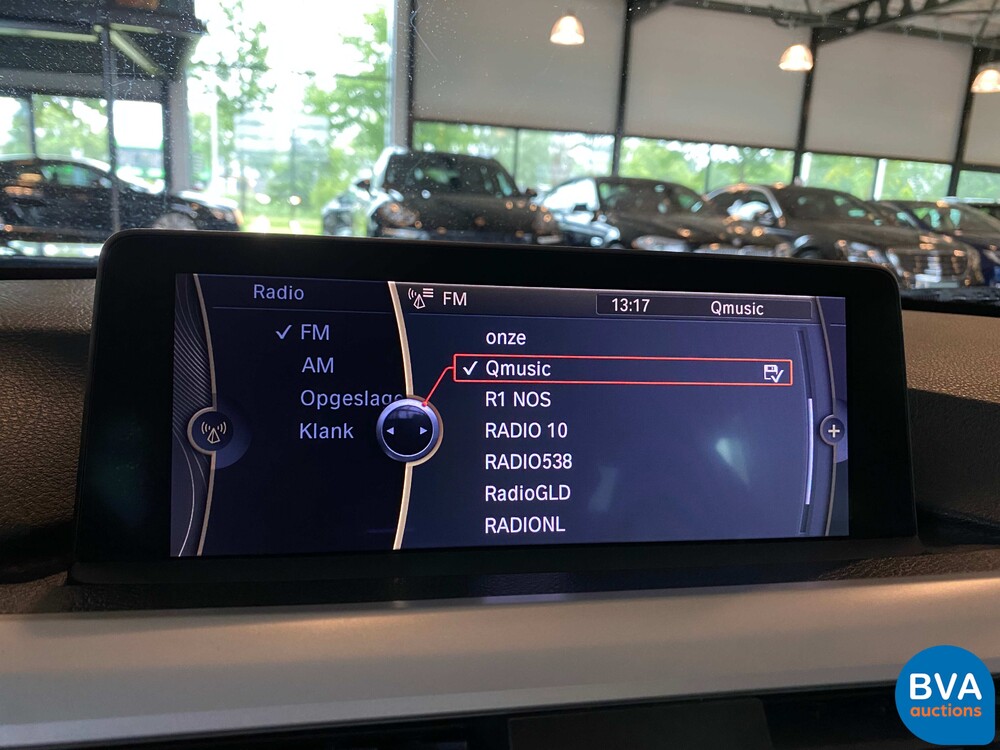 Radio
FM
AM
Opgeslage
Klank
FM
13:17 Qmusic
onze
Qmusic
R1 NOS
RADIO 10
RADIO538
RadioGLD
RADIONL
BVA
auctions